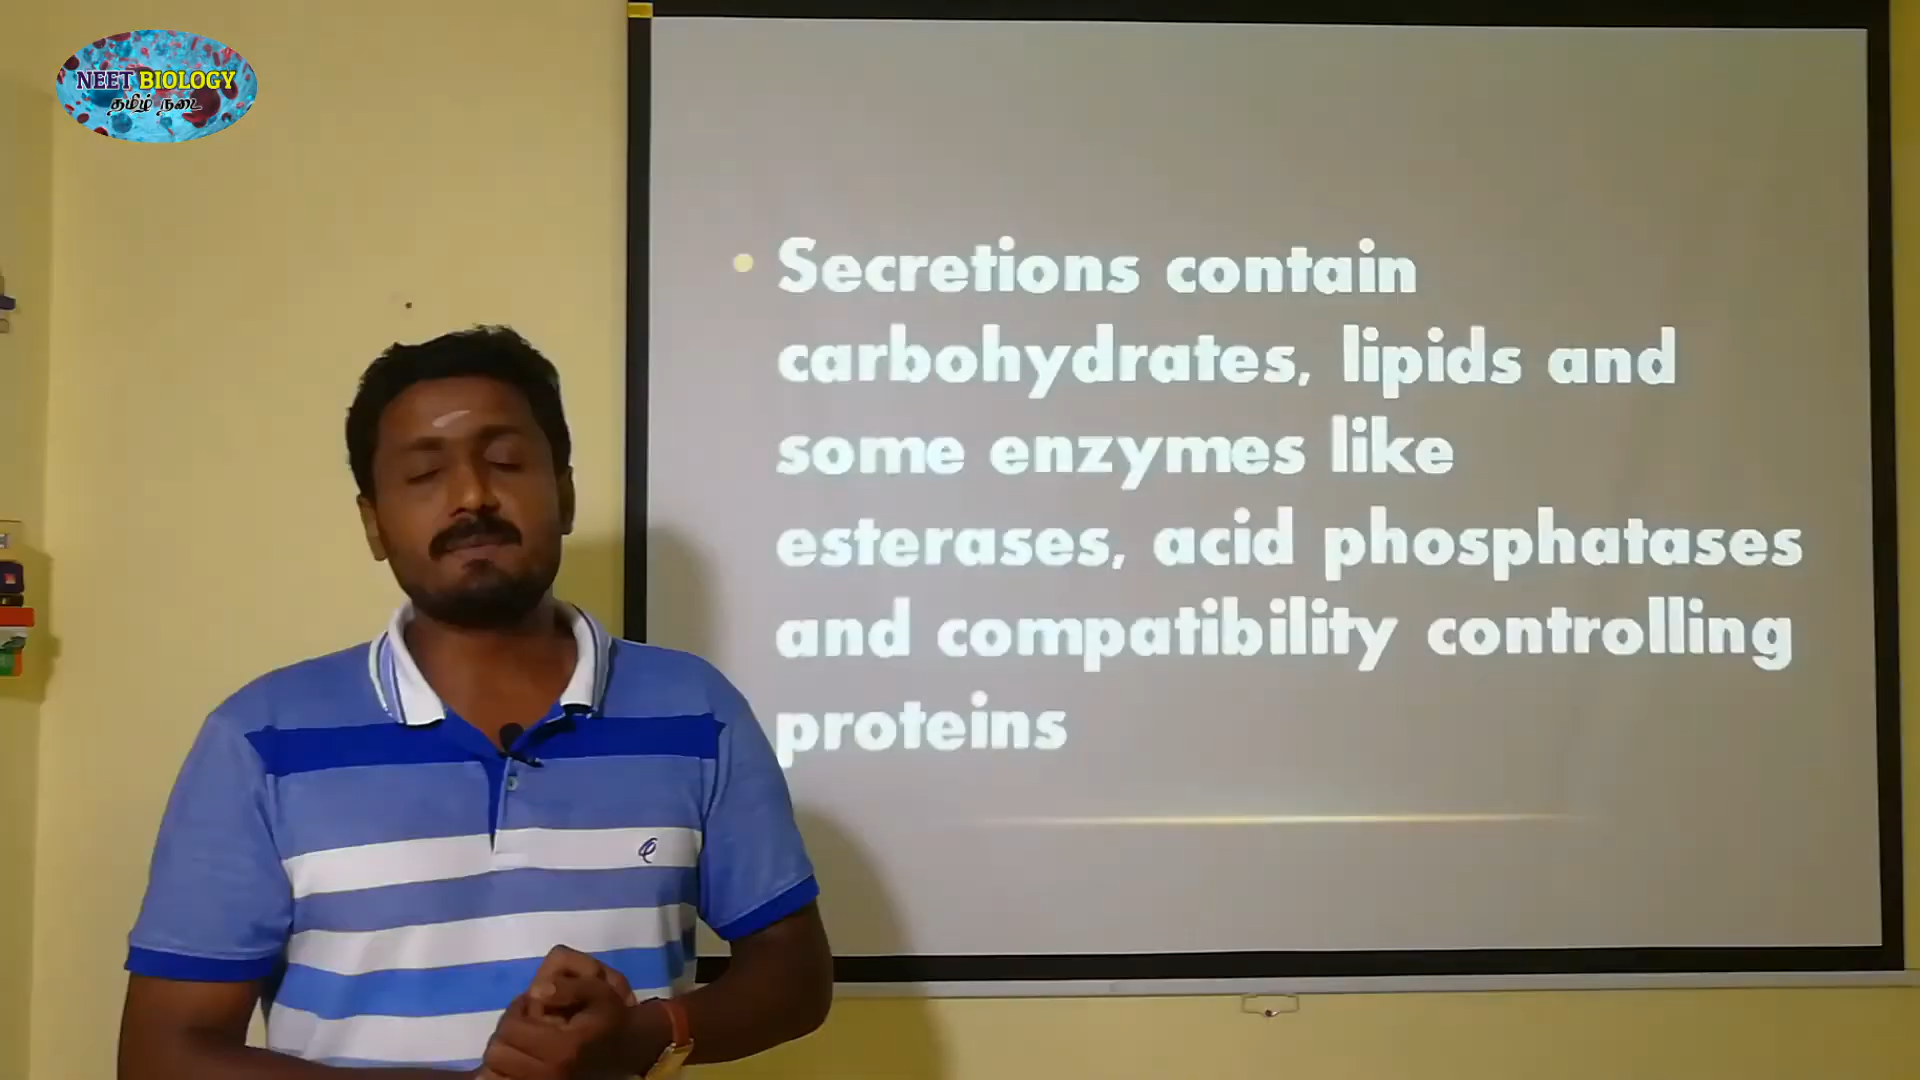 NEET BIOLOGY
தமிழ் நடை
• Secretions contain
carbohydrates, lipids and
some enzymes like
esterases, acid phosphatases
and compatibility controlling
proteins